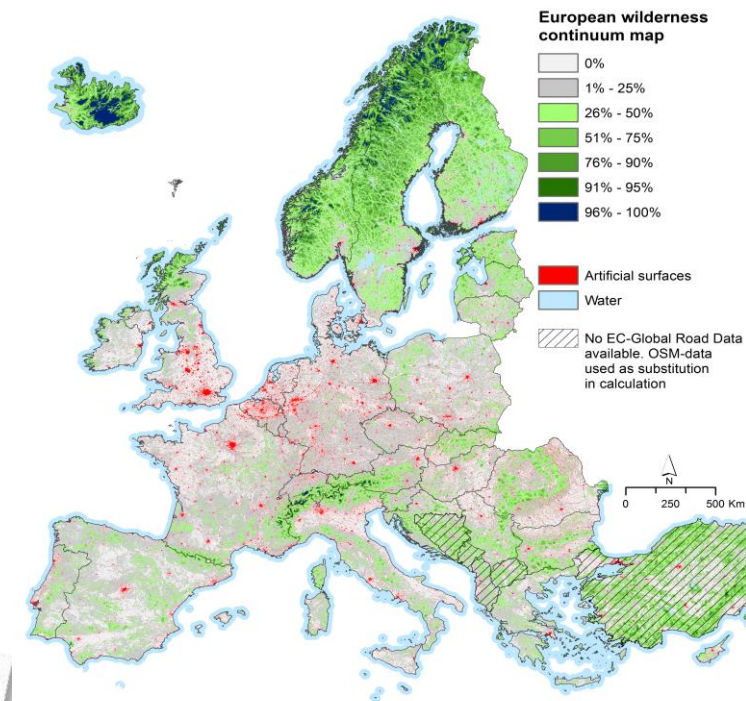 European wilderness
continuum map
0%
1% - 25%
26% - 50%
51% - 75%
76% - 90%
91% - 95%
96% - 100%
Artificial surfaces
Water
No EC-Global Road Data
available. OSM-data
used as substitution
in calculation
N
0 250 500 Km